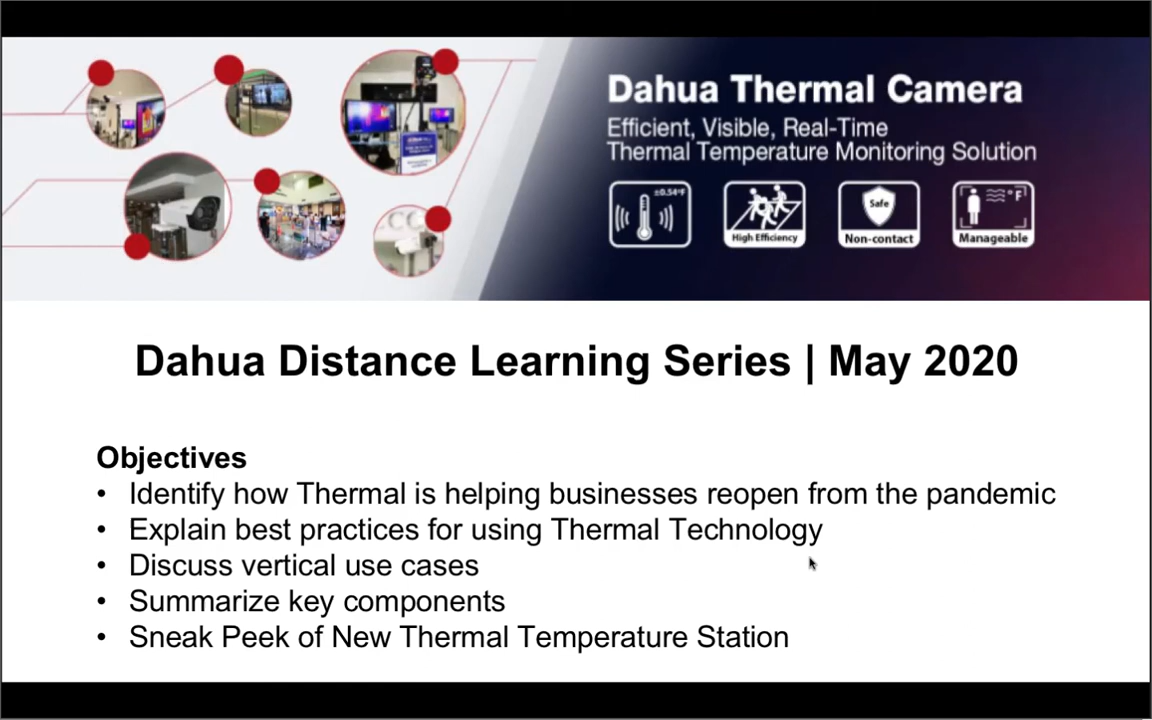 Dahua Thermal Camera
Efficient, Visible, Real-Time
Thermal Temperature Monitoring Solution
±0.54°F
High Efficiency
Safe
Non-contact
°F
Manageable
Dahua Distance Learning Series | May 2020
Objectives
• Identify how Thermal is helping businesses reopen from the pandemic
• Explain best practices for using Thermal Technology
• Discuss vertical use cases
• Summarize key components
• Sneak Peek of New Thermal Temperature Station